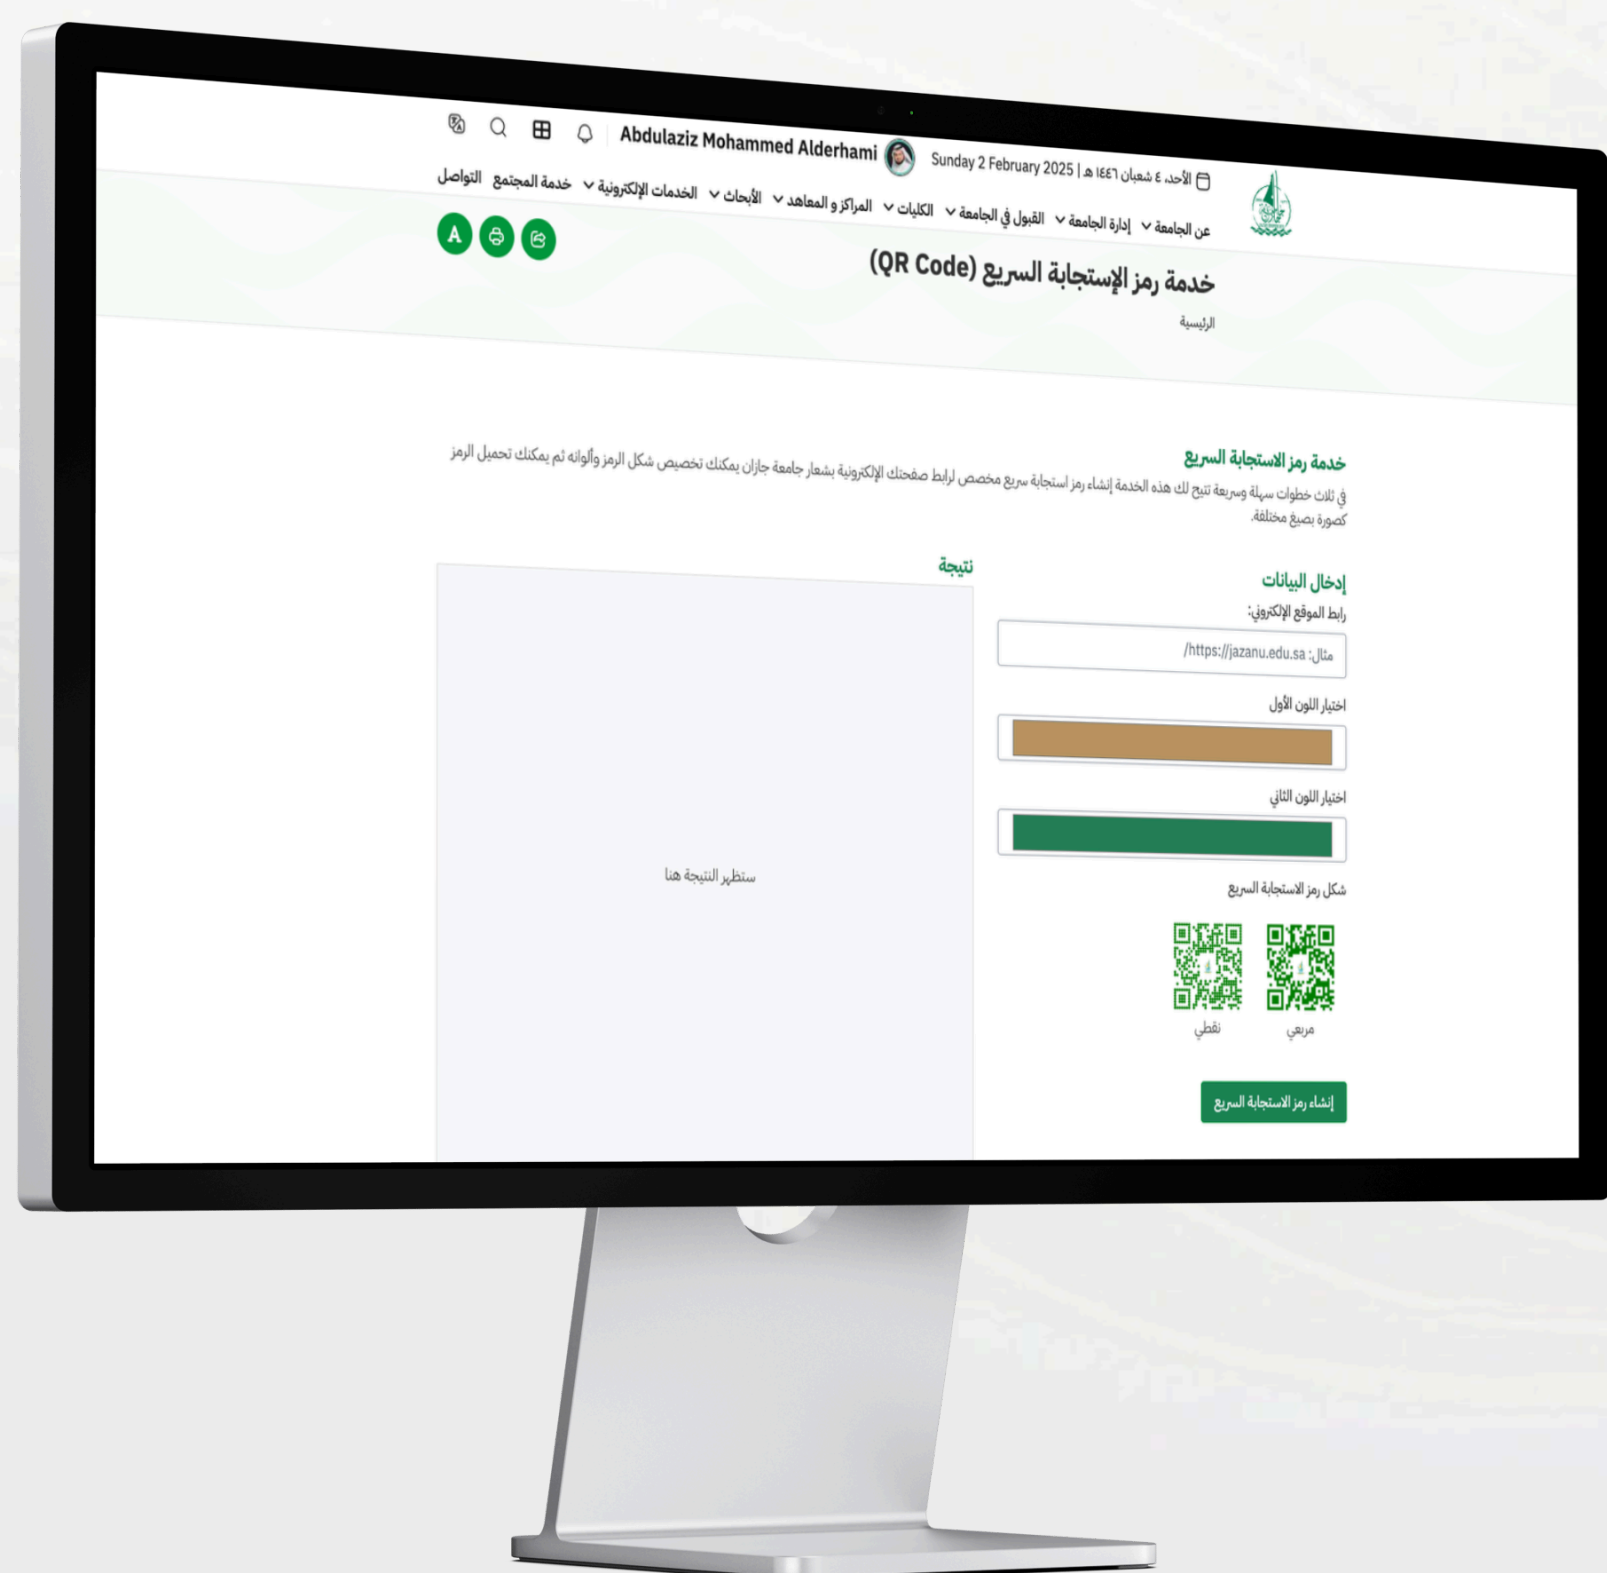 الأحد، ٤ شعبان ١٤٤٦ هـ | Sunday 2 February 2025
Abdulaziz Mohammed Alderhami
عن الجامعة إدارة الجامعة القبول في الجامعة الكليات المراكز و المعاهد الأبحاث الخدمات الإلكترونية خدمة المجتمع التواصل
خدمة رمز الإستجابة السريع (QR Code)
A
الرئيسية
خدمة رمز الاستجابة السريع
في ثلاث خطوات سهلة وسريعة تتيح لك هذه الخدمة إنشاء رمز استجابة سريع مخصص لرابط صفحتك الإلكترونية بشعار جامعة جازان يمكنك تخصيص شكل الرمز وألوانه ثم يمكنك تحميل الرمز
كصورة بصيغ مختلفة.
إدخال البيانات
رابط الموقع الإلكتروني:
مثال: https://jazanu.edu.sa/
اختيار اللون الأول
اختيار اللون الثاني
شكل رمز الاستجابة السريع
مربعي
نقطي
إنشاء رمز الاستجابة السريع
نتيجة
ستظهر النتيجة هنا